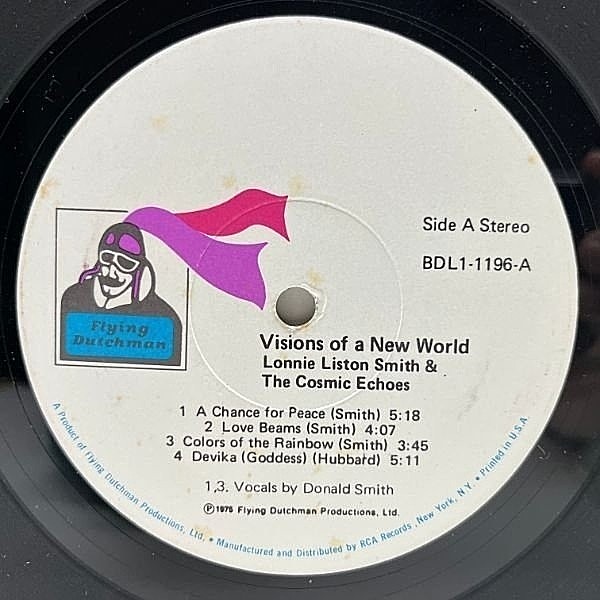 Side A Stereo
BDL1-1196-A
Flying
Dutchman
Visions of a New World
Lonnie Liston Smith &
The Cosmic Echoes
1 A Chance for Peace (Smith) 5:18
2 Love Beams (Smith) 4:07
3 Colors of the Rainbow (Smith) 3:45
4 Devika (Goddess) (Hubbard) 5:11
1,3. Vocals by Donald Smith
Ⓟ1975 Flying Dutchman Productions, Ltd.
A Product of Flying Dutchman Productions, Ltd. • Manufactured and Distributed by RCA Records, New York, N.Y. • Printed in U.S.A.